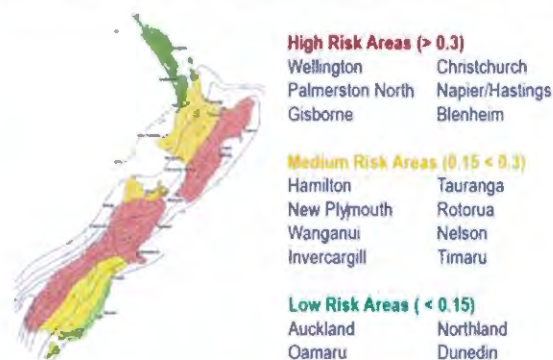 High Risk Areas (> 0.3)
Wellington Christchurch
Palmerston North Napier/Hastings
Gisborne Blenheim
Medium Risk Areas (0.15 < 0.3)
Hamilton Tauranga
New Plymouth Rotorua
Wanganui Nelson
Invercargill Timaru
Low Risk Areas ( < 0.15)
Auckland Northland
Oamaru Dunedin